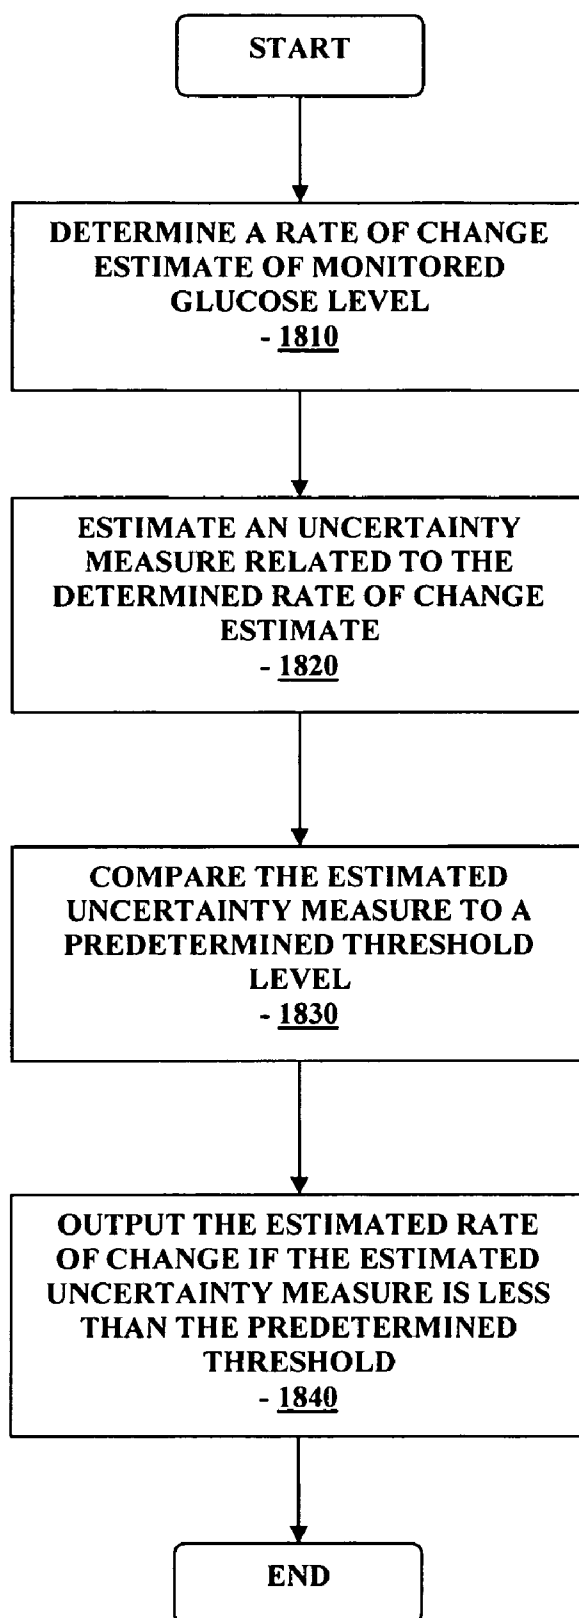 START
DETERMINE A RATE OF CHANGE
ESTIMATE OF MONITORED
GLUCOSE LEVEL
- 1810
ESTIMATE AN UNCERTAINTY
MEASURE RELATED TO THE
DETERMINED RATE OF CHANGE
ESTIMATE
- 1820
COMPARE THE ESTIMATED
UNCERTAINTY MEASURE TO A
PREDETERMINED THRESHOLD
LEVEL
- 1830
OUTPUT THE ESTIMATED RATE
OF CHANGE IF THE ESTIMATED
UNCERTAINTY MEASURE IS LESS
THAN THE PREDETERMINED
THRESHOLD
- 1840
END